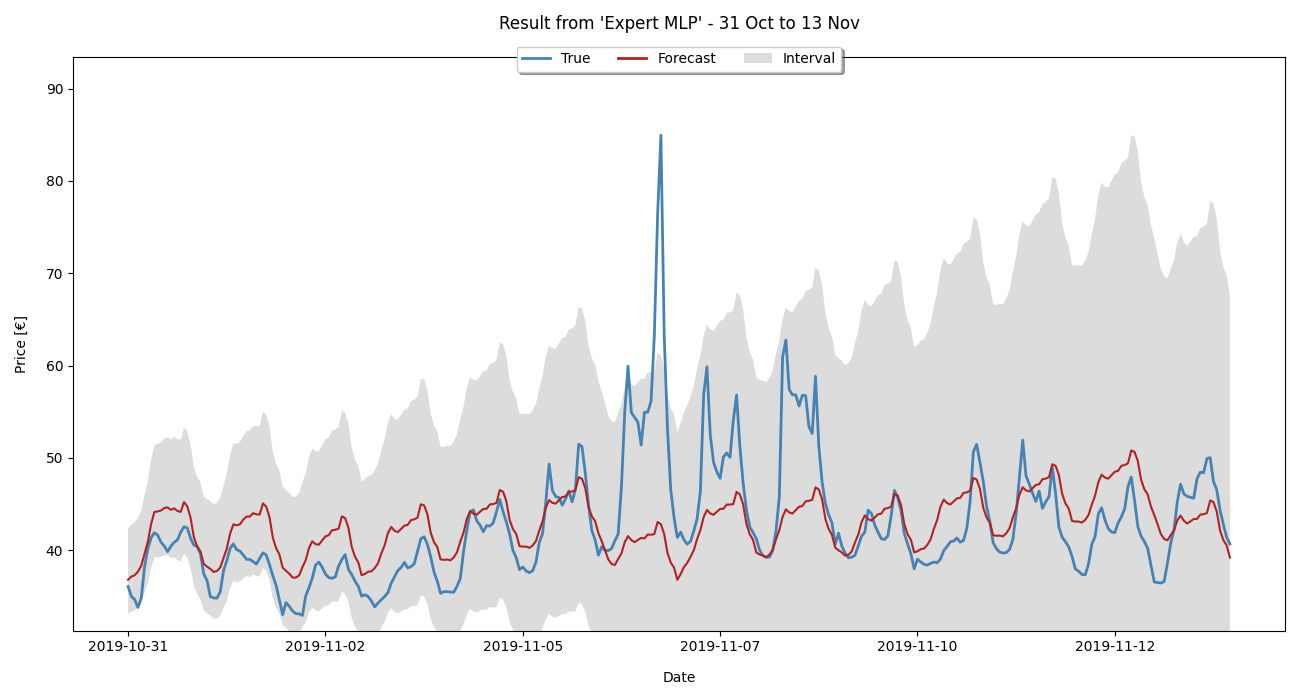 Result from 'Expert MLP' - 31 Oct to 13 Nov
True Forecast Interval
90
80
70
60
50
40
Price [€]
2019-10-31 2019-11-02 2019-11-05 2019-11-07 2019-11-10 2019-11-12
Date